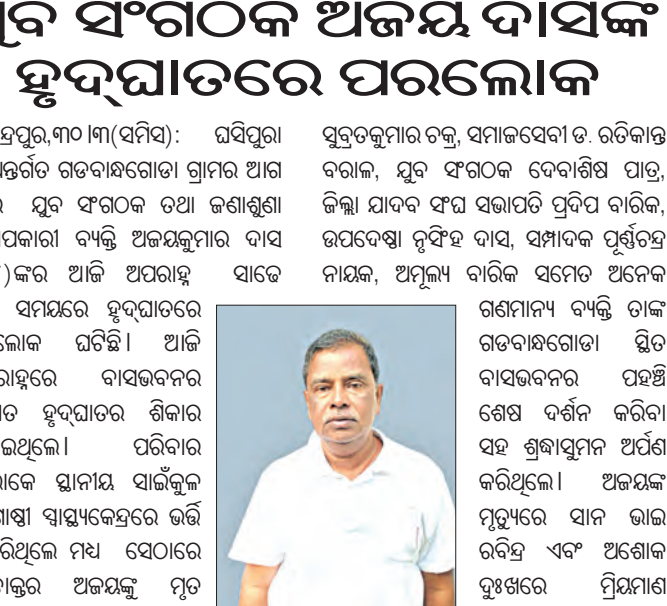 ଯୁବ ସଂଗଠକ ଅଜୟ ଦାସଙ୍କ
ହୃଦ୍‌ଘାତରେ ପରଲୋକ
ନ୍ଦ୍ରପୁର,୩୦।୩(ସମିସ): ଘସିପୁରା
ନ୍ତର୍ଗତ ଗଡବାନ୍ଧଗୋଡା ଗ୍ରାମର ଆଗ
ଯୁବ ସଂଗଠକ ତଥା ଜଣାଶୁଣା
ପକାରୀ ବ୍ୟକ୍ତି ଅଜୟକୁମାର ଦାସ
)ଙ୍କର ଆଜି ଅପରାହ୍ନ ସାଢେ
ସମୟରେ ହୃଦ୍‌ଘାତରେ
ଲୋକ ଘଟିଛି। ଆଜି
ରାହ୍ନରେ ବାସଭବନର
ତ ହୃଦ୍‌ଘାତର ଶିକାର
ଇଥିଲେ। ପରିବାର
ଲୋକେ ସ୍ଥାନୀୟ ସାଇଁକୁଳ
ଗୋଷ୍ଠୀ ସ୍ୱାସ୍ଥ୍ୟକେନ୍ଦ୍ରରେ ଭର୍ତ୍ତି
ରିଥିଲେ ମଧ୍ୟ ସେଠାରେ
ଡାକ୍ତର ଅଜୟଙ୍କୁ ମୃତ
ସୁବ୍ରତକୁମାର ଚକ୍ର, ସମାଜସେବୀ ଡ. ରତିକାନ୍ତ
ବରାଳ, ଯୁବ ସଂଗଠକ ଦେବାଶିଷ ପାତ୍ର,
ଜିଲ୍ଲା ଯାଦବ ସଂଘ ସଭାପତି ପ୍ରଦିପ ବାରିକ,
ଉପଦେଷ୍ଟା ନୃସିଂହ ଦାସ, ସମ୍ପାଦକ ପୂର୍ଣ୍ଣଚନ୍ଦ୍ର
ନାୟକ, ଅମୂଲ୍ୟ ବାରିକ ସମେତ ଅନେକ
ଗଣମାନ୍ୟ ବ୍ୟକ୍ତି ତାଙ୍କ
ଗଡବାନ୍ଧଗୋଡା ସ୍ଥିତ
ବାସଭବନର ପହଞ୍ଚି
ଶେଷ ଦର୍ଶନ କରିବା
ସହ ଶ୍ରଦ୍ଧାସୁମନ ଅର୍ପଣ
କରିଥିଲେ। ଅଜୟଙ୍କ
ମୃତ୍ୟୁରେ ସାନ ଭାଇ
ରବିନ୍ଦ୍ର ଏବଂ ଅଶୋକ
ଦୁଃଖରେ ମ୍ରିୟମାଣ